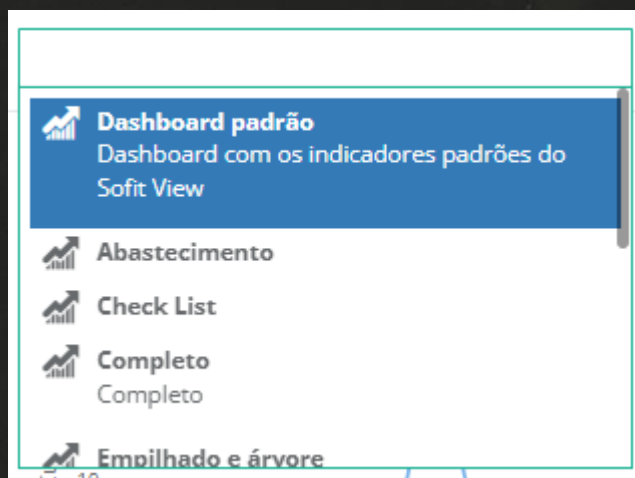 Dashboard padrão
Dashboard com os indicadores padrões do
Sofit View
Abastecimento
Check List
Completo
Completo
Empilhado e árvore